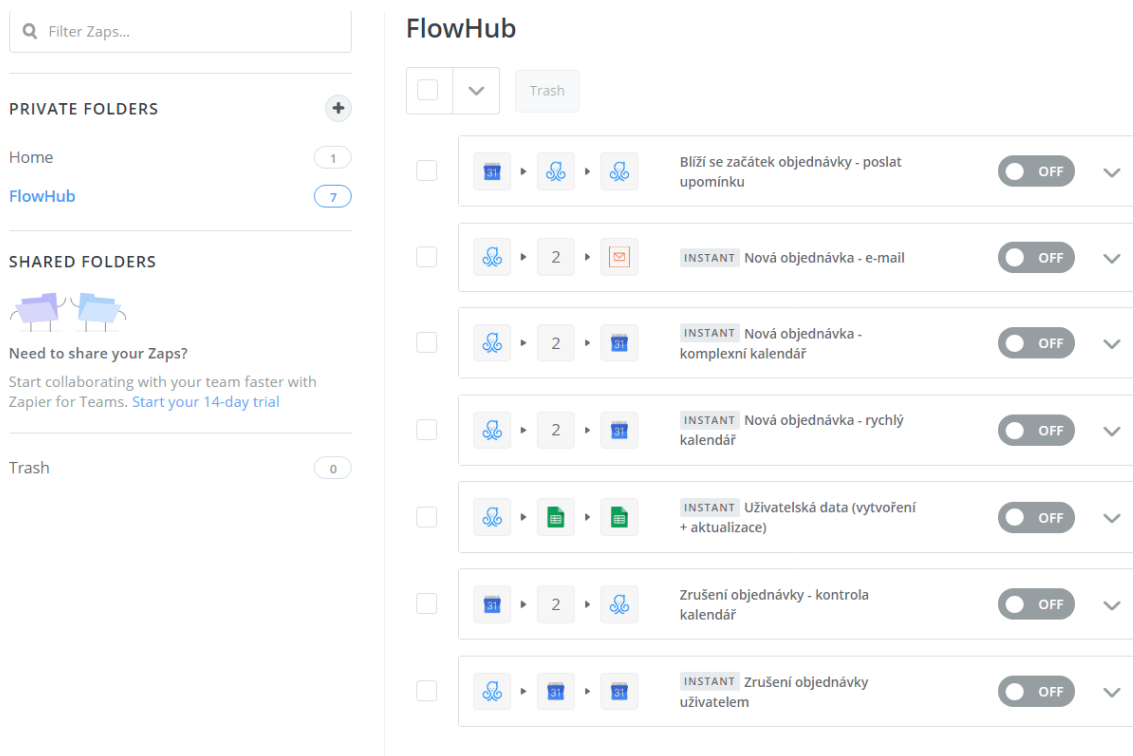 Filter Zaps...
PRIVATE FOLDERS
Home 1
FlowHub 7
SHARED FOLDERS
Need to share your Zaps?
Start collaborating with your team faster with
Zapier for Teams. Start your 14-day trial
Trash 0
FlowHub
Trash
31
Blíží se začátek objednávky - poslat
upomínku
OFF
2
INSTANT Nová objednávka - e-mail
OFF
2
31
INSTANT Nová objednávka -
komplexní kalendář
OFF
2
31
INSTANT Nová objednávka - rychlý
kalendář
OFF
INSTANT Uživatelská data (vytvoření
+ aktualizace)
OFF
31
2
Zrušení objednávky - kontrola
kalendář
OFF
31
31
INSTANT Zrušení objednávky
uživatelem
OFF